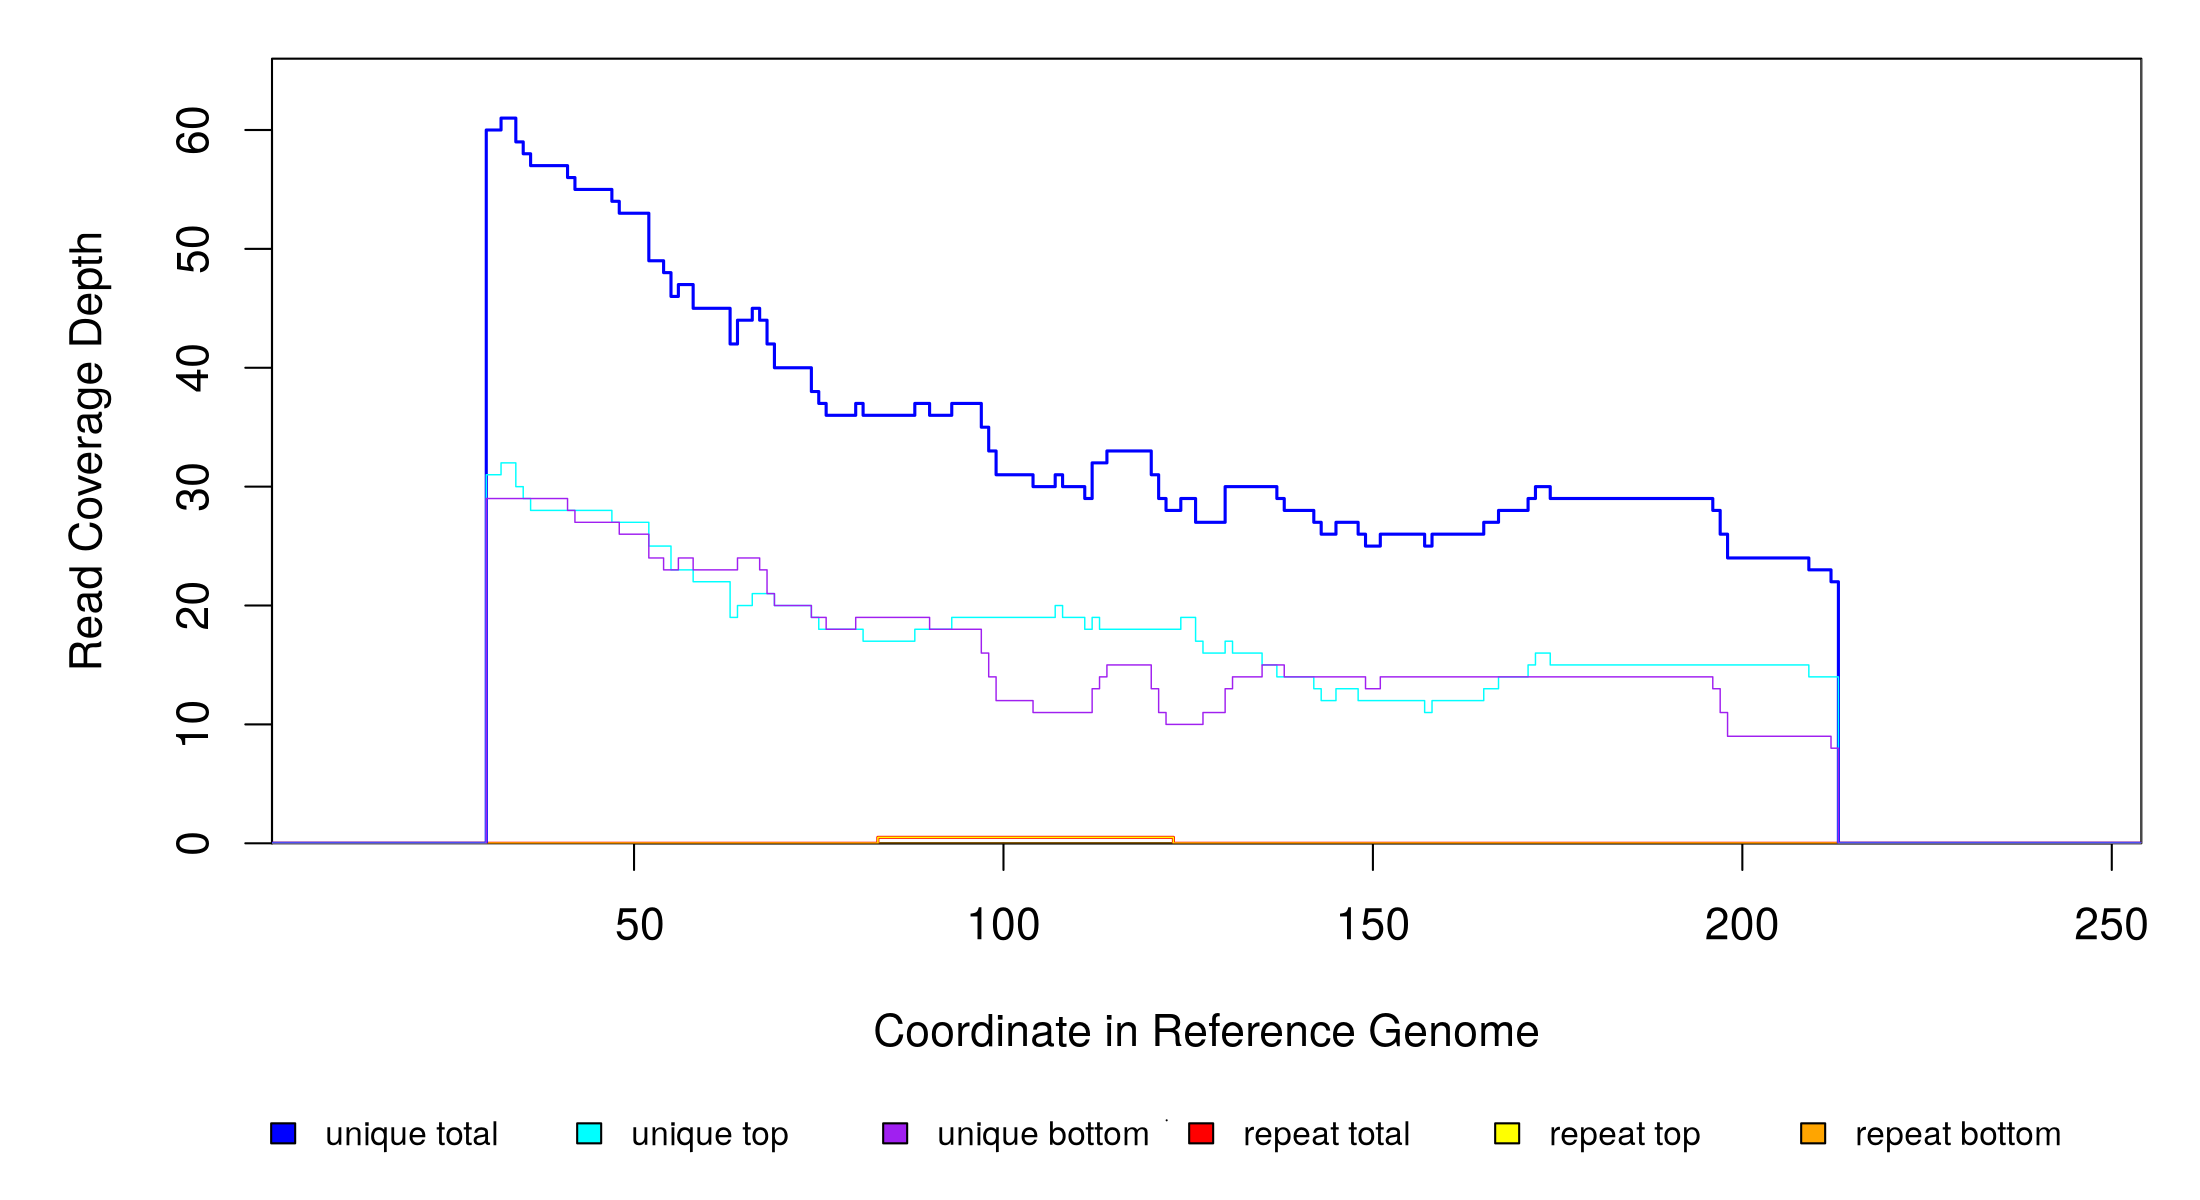 Read Coverage Depth
60
50
40
30
20
10
0
50 100 150 200 250
Coordinate in Reference Genome
unique total unique top unique bottom repeat total repeat top repeat bottom